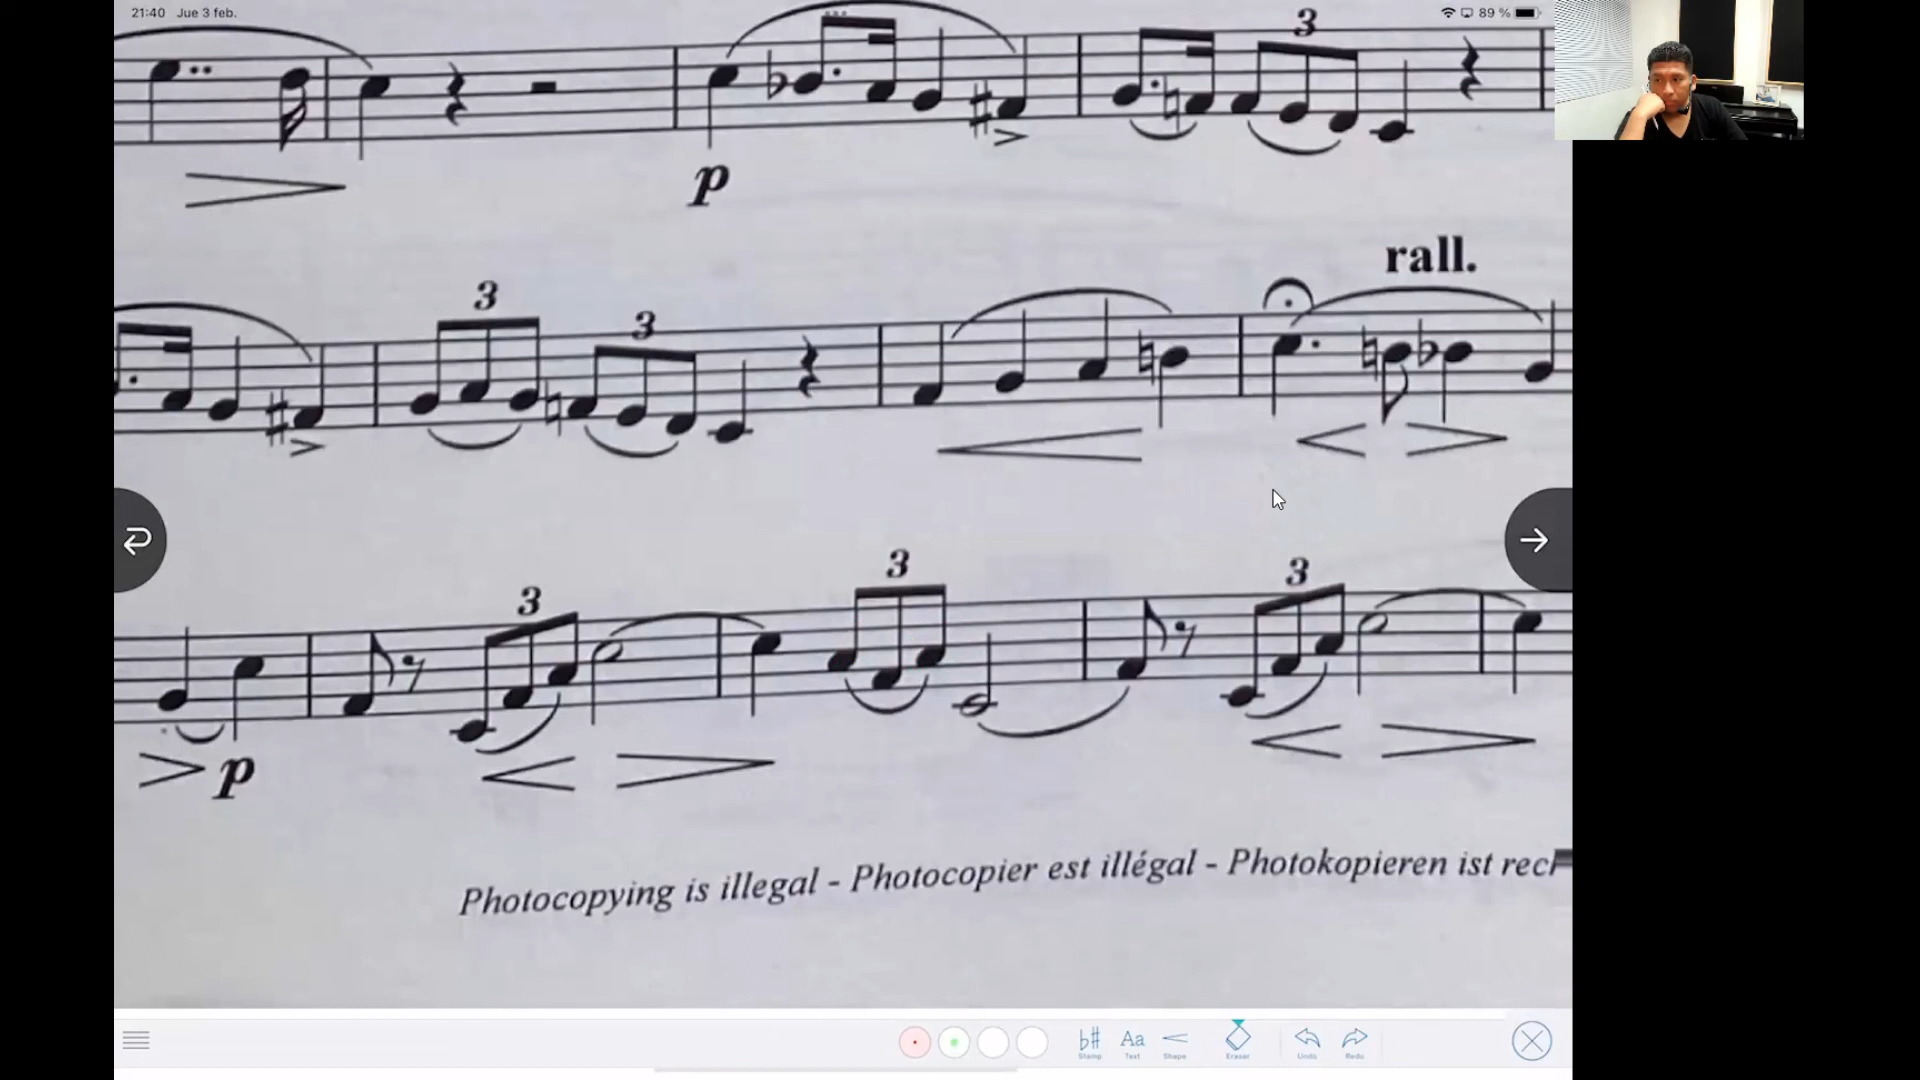 21:40 Jue 3 feb.
89 %
3
p
rall.
3
3
3
3
3
p
Photocopying is illegal - Photocopier est illégal - Photokopieren ist
Stamp
Aa
Text
Shape
Eraser
Undo
Redo